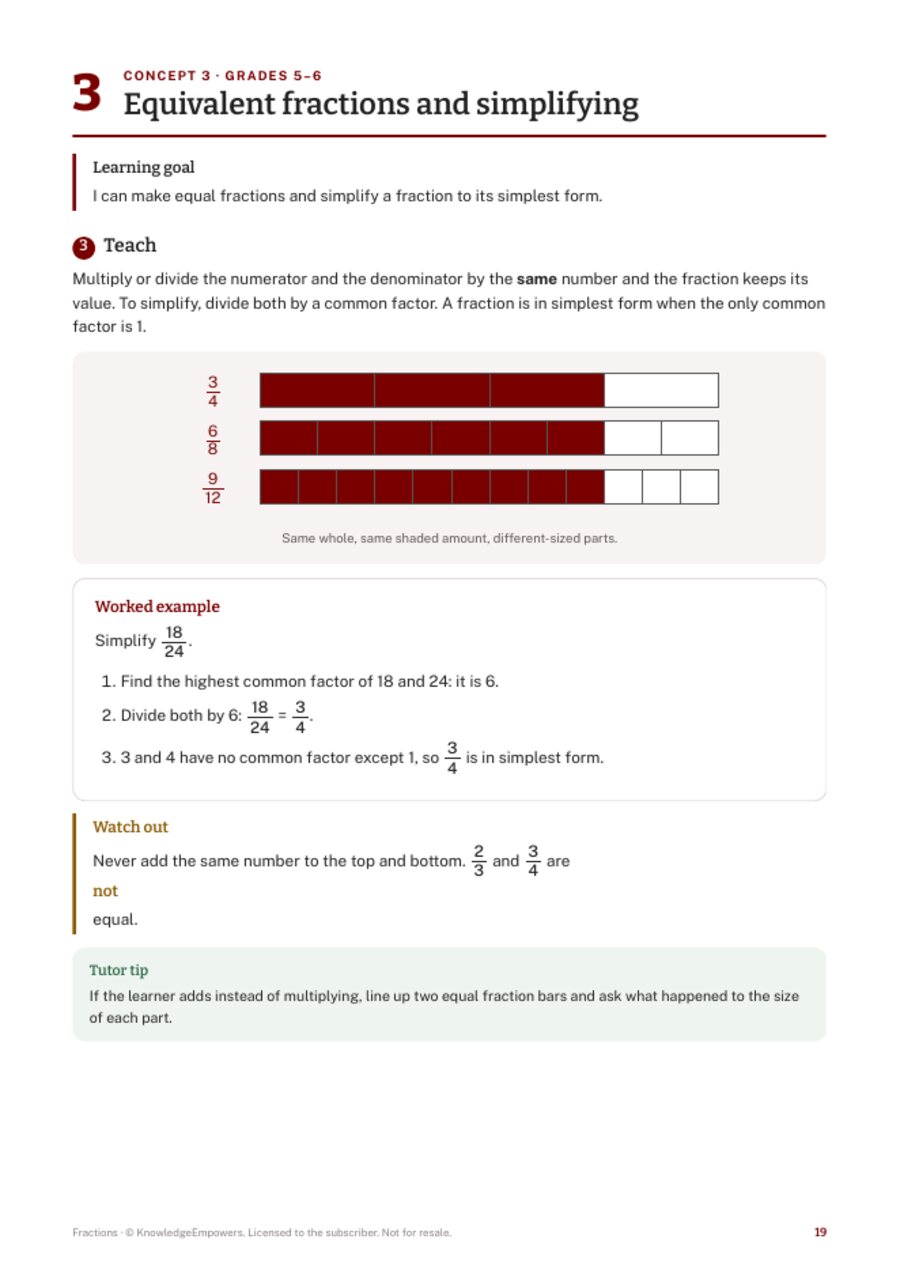 3
CONCEPT 3 · GRADES 5–6
Equivalent fractions and simplifying
Learning goal
I can make equal fractions and simplify a fraction to its simplest form.
3 Teach
Multiply or divide the numerator and the denominator by the same number and the fraction keeps its
value. To simplify, divide both by a common factor. A fraction is in simplest form when the only common
factor is 1.
3/4
6/8
9/12
Same whole, same shaded amount, different-sized parts.
Worked example
Simplify 18/24.
1. Find the highest common factor of 18 and 24: it is 6.
2. Divide both by 6: 18/24 = 3/4.
3. 3 and 4 have no common factor except 1, so 3/4 is in simplest form.
Watch out
Never add the same number to the top and bottom. 2/3 and 3/4 are
not
equal.
Tutor tip
If the learner adds instead of multiplying, line up two equal fraction bars and ask what happened to the size
of each part.
Fractions · © KnowledgeEmpowers. Licensed to the subscriber. Not for resale.
19